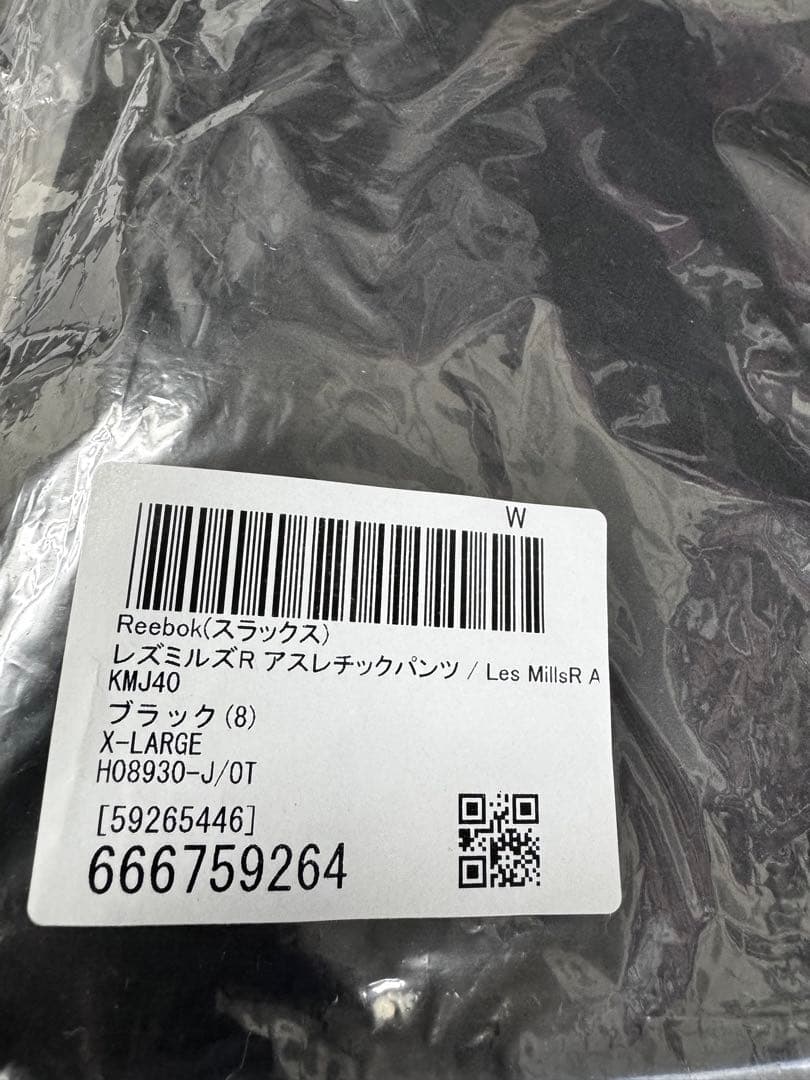 W
Reebok(スラックス)
レズミルズR アスレチックパンツ / Les MillsR A
KMJ40
ブラック(8)
X-LARGE
H08930-J/OT
[59265446]
666759264